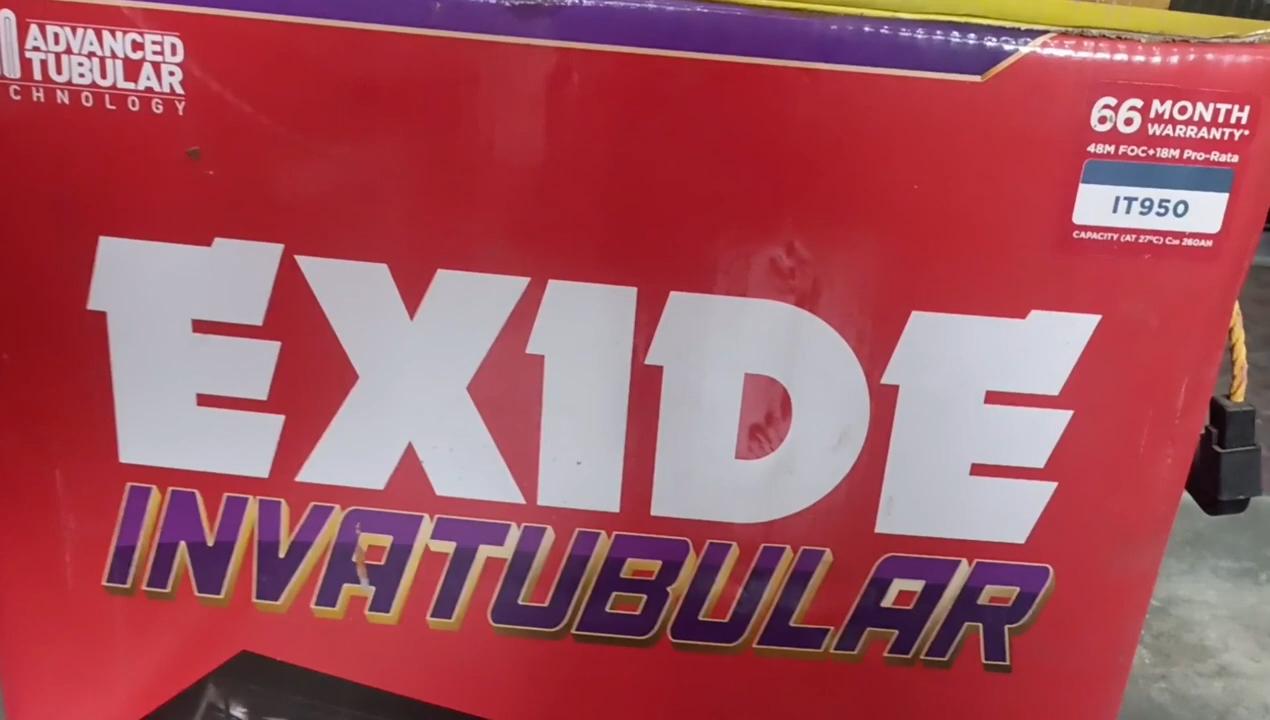 ADVANCED
TUBULAR
CHNOLOGY
66 MONTH
WARRANTY*
48M FOC+18M Pro-Rata
IT950
CAPACITY (AT 27°C) C20 260AH
EXIDE
INVATUBULAR